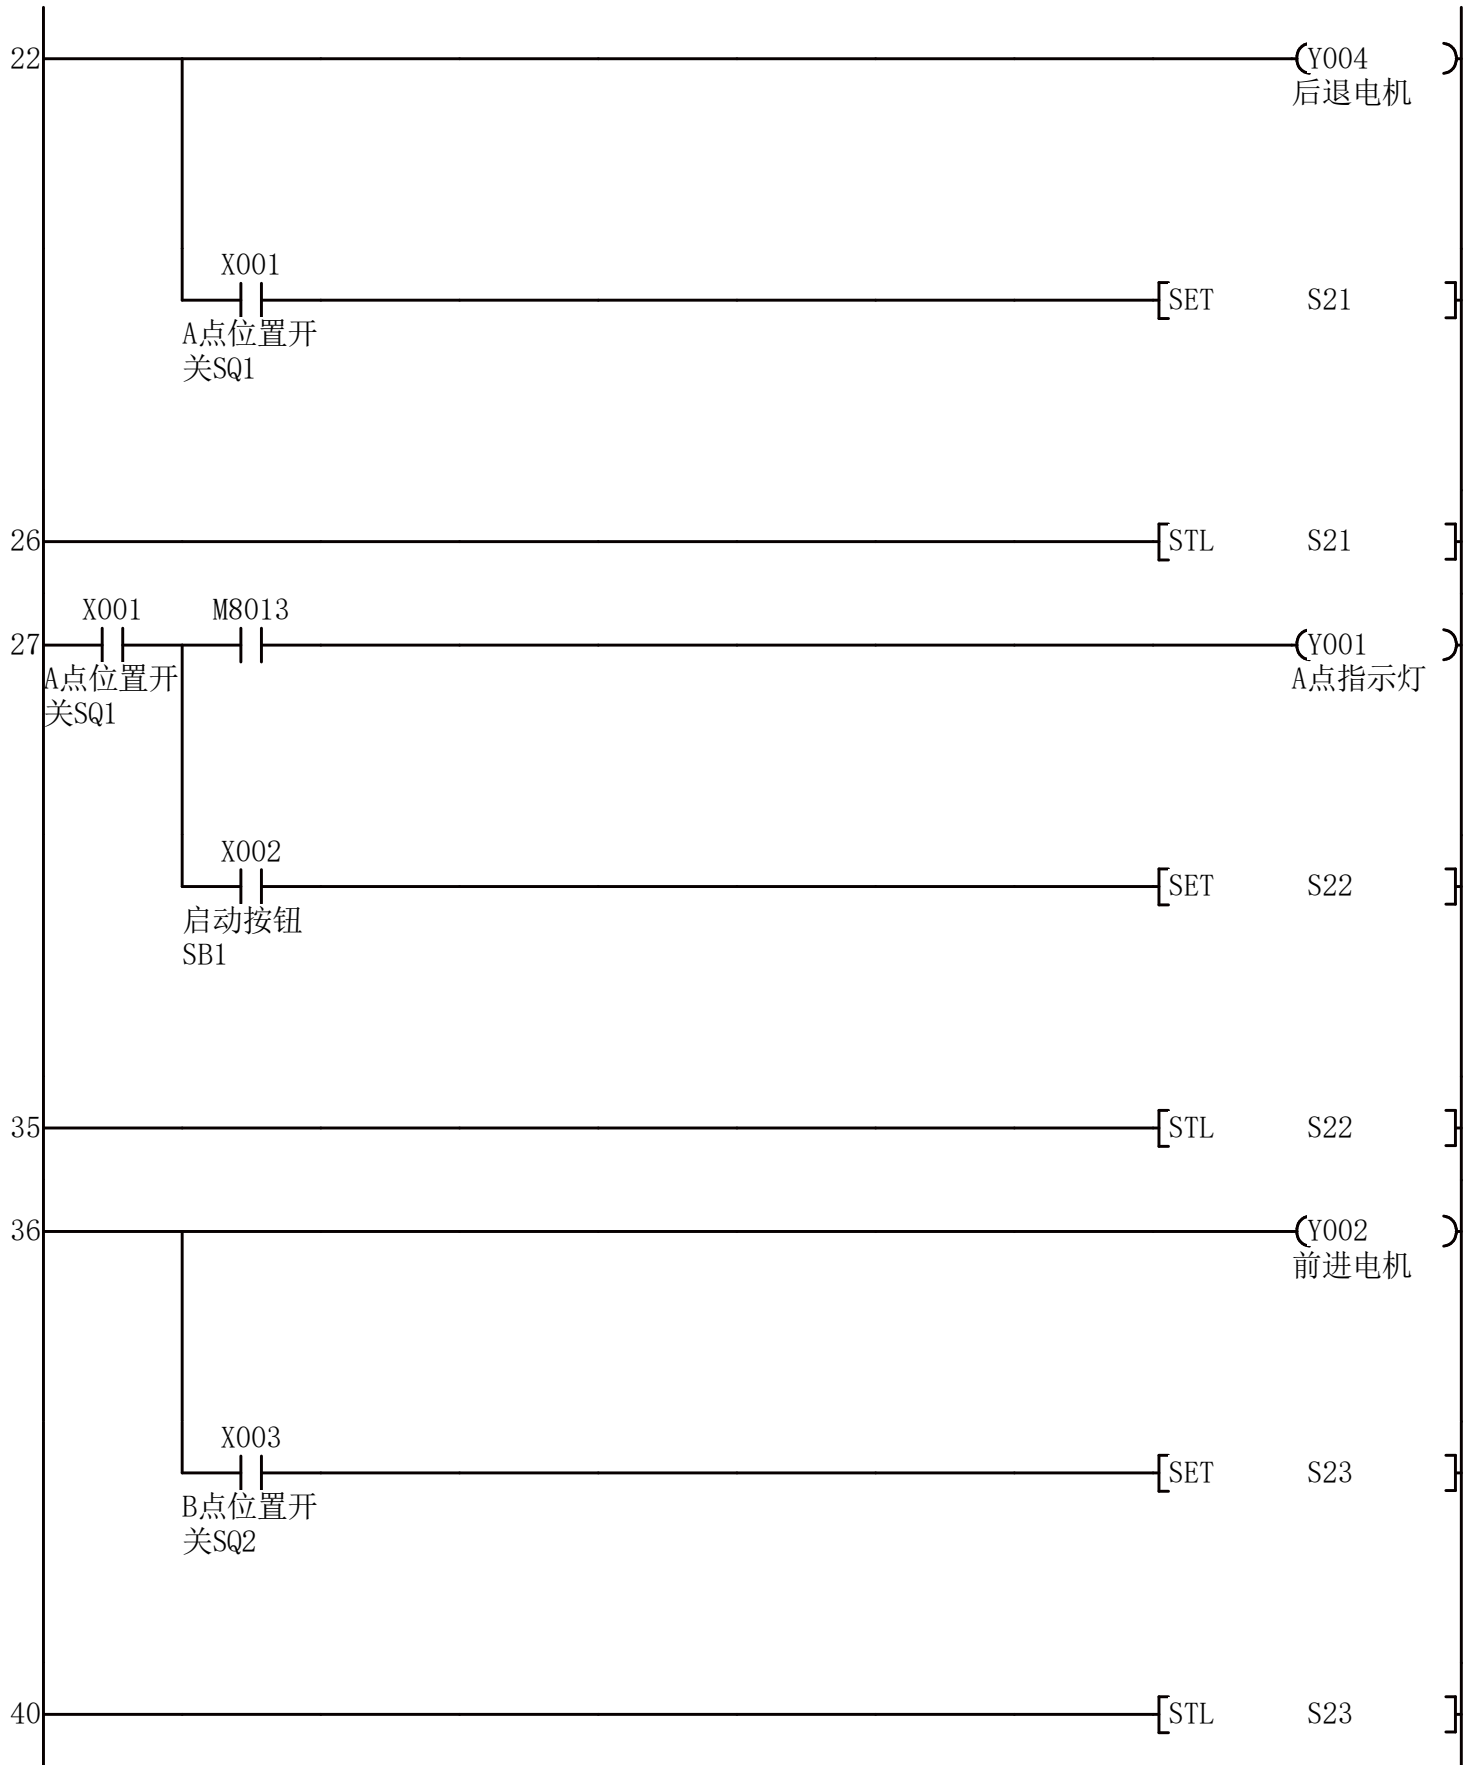 22 Y004
后退电机
X001
SET S21
A点位置开
关SQ1
26 STL S21
X001 M8013
27 Y001
A点位置开 A点指示灯
关SQ1
X002
SET S22
启动按钮
SB1
35 STL S22
36 Y002
前进电机
X003
SET S23
B点位置开
关SQ2
40 STL S23